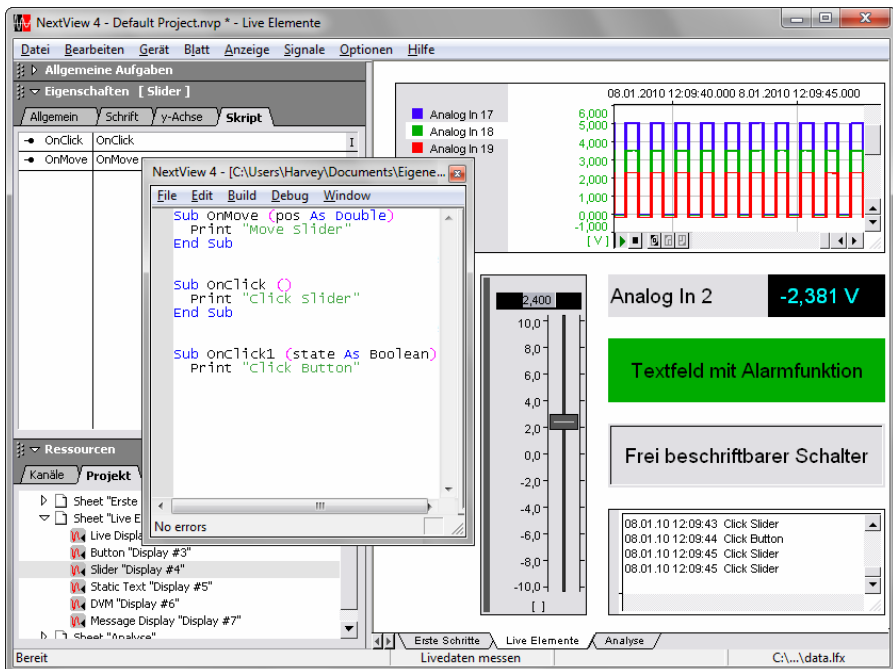 NextView 4 - Default Project.nvp * - Live Elemente
Datei Bearbeiten Gerät Blatt Anzeige Signale Optionen Hilfe
Allgemeine Aufgaben
Eigenschaften [ Slider ]
Allgemein Schrift y-Achse Skript
OnClick OnClick
OnMove OnMove
NextView 4 - [C:\Users\Harvey\Documents\Eigene...
File Edit Build Debug Window
Sub OnMove (pos As Double)
Print "Move Slider"
End Sub
Sub OnClick ()
Print "Click Slider"
End Sub
Sub OnClick1 (state As Boolean)
Print "Click Button"
No errors
Ressourcen
Kanäle Projekt
Sheet "Erste
Sheet "Live E
Live Displa
Button "Display #3"
Slider "Display #4"
Static Text "Display #5"
DVM "Display #6"
Message Display "Display #7"
Sheet "Analyse"
08.01.2010 12:09:40.000 8.01.2010 12:09:45.000
Analog In 17
Analog In 18
Analog In 19
6,000
5,000
4,000
3,000
2,000
1,000
0,000
-1,000
[ V ]
2,400
10,0
8,0
6,0
4,0
2,0
0,0
-2,0
-4,0
-6,0
-8,0
-10,0
[ ]
Analog In 2 -2,381 V
Textfeld mit Alarmfunktion
Frei beschriftbarer Schalter
08.01.10 12:09:43 Click Slider
08.01.10 12:09:44 Click Button
08.01.10 12:09:45 Click Slider
08.01.10 12:09:45 Click Slider
Erste Schritte Live Elemente Analyse
Bereit Livedaten messen C:\...\data.lfx